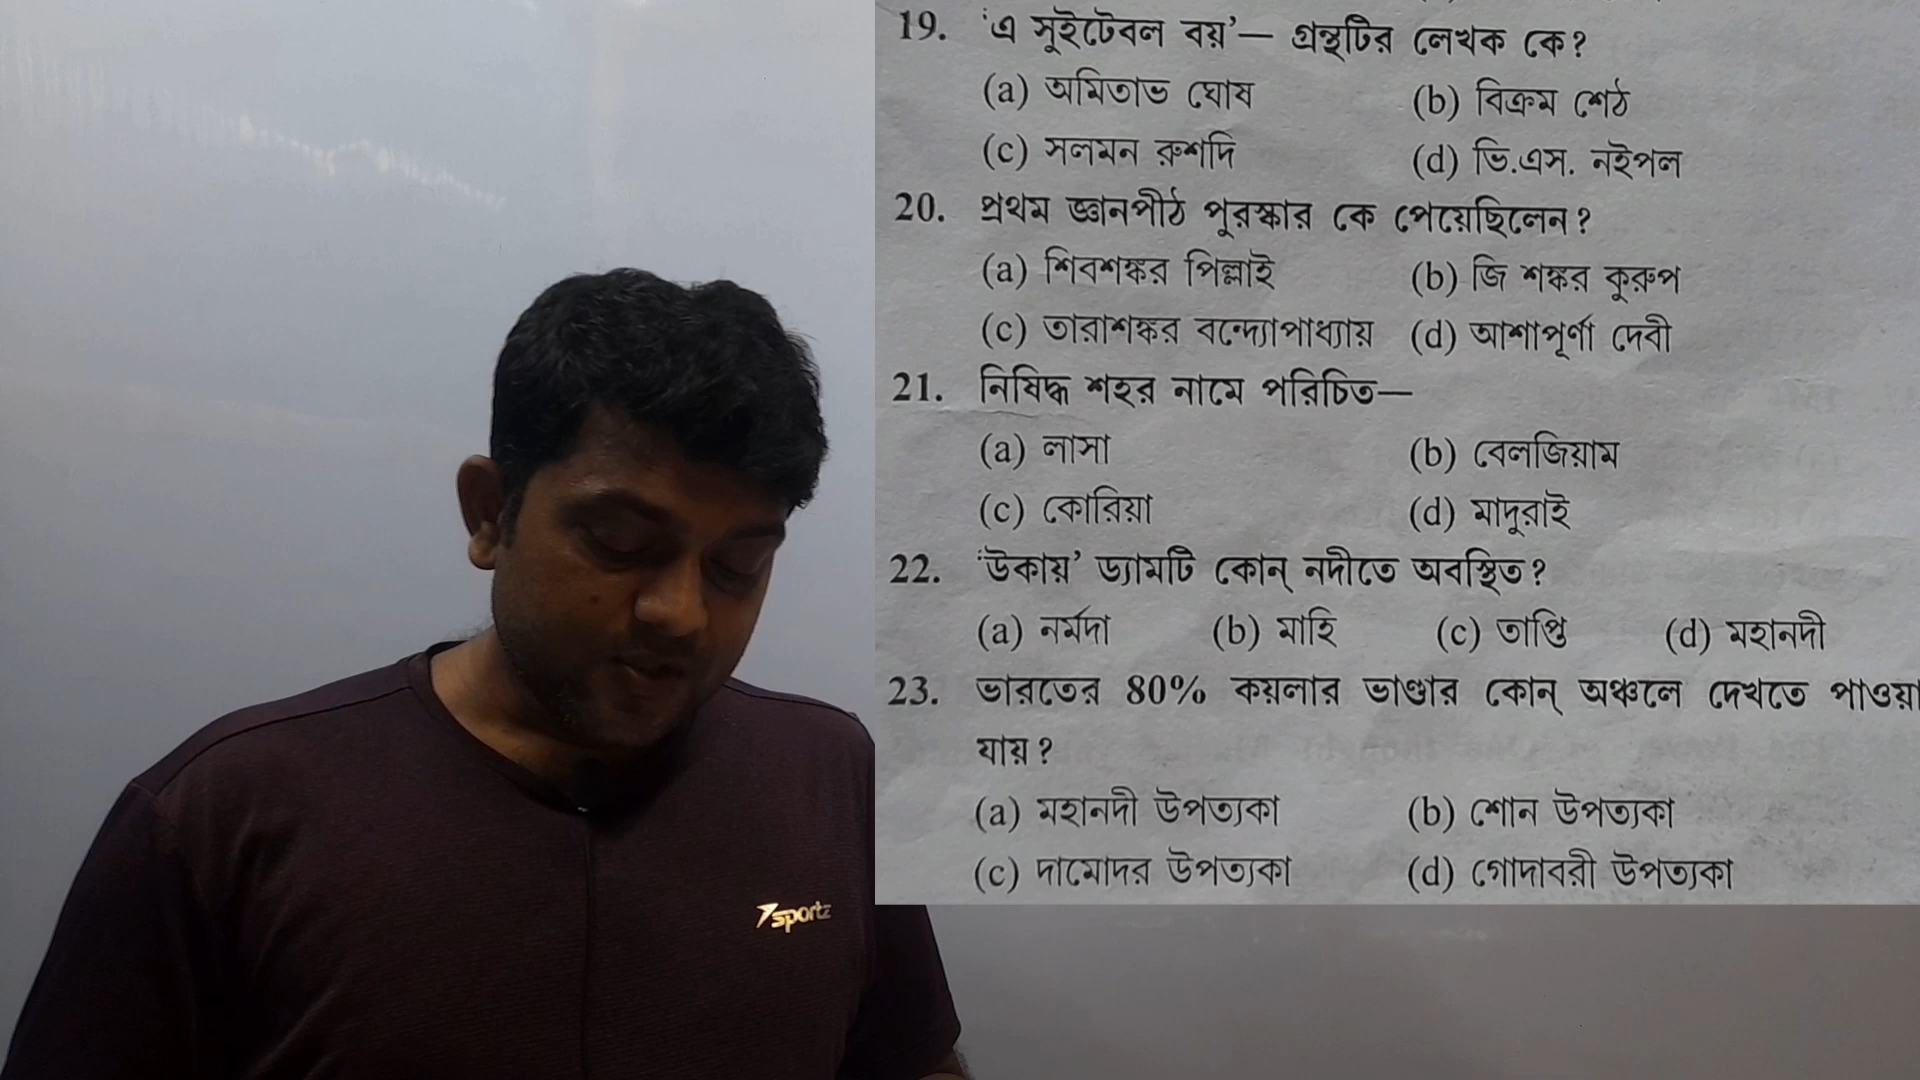 19. 'এ সুইটেবল বয়'— গ্রন্থটির লেখক কে?
(a) অমিতাভ ঘোষ (b) বিক্রম শেঠ
(c) সলমন রুশদি (d) ভি.এস. নইপল
20. প্রথম জ্ঞানপীঠ পুরস্কার কে পেয়েছিলেন?
(a) শিবশঙ্কর পিল্লাই (b) জি শঙ্কর কুরুপ
(c) তারাশঙ্কর বন্দ্যোপাধ্যায় (d) আশাপূর্ণা দেবী
21. নিষিদ্ধ শহর নামে পরিচিত—
(a) লাসা (b) বেলজিয়াম
(c) কোরিয়া (d) মাদুরাই
22. 'উকায়' ড্যামটি কোন্ নদীতে অবস্থিত?
(a) নর্মদা (b) মাহি (c) তাপ্তি (d) মহানদী
23. ভারতের 80% কয়লার ভাণ্ডার কোন্ অঞ্চলে দেখতে পাওয়া
যায়?
(a) মহানদী উপত্যকা (b) শোন উপত্যকা
(c) দামোদর উপত্যকা (d) গোদাবরী উপত্যকা
7sportz